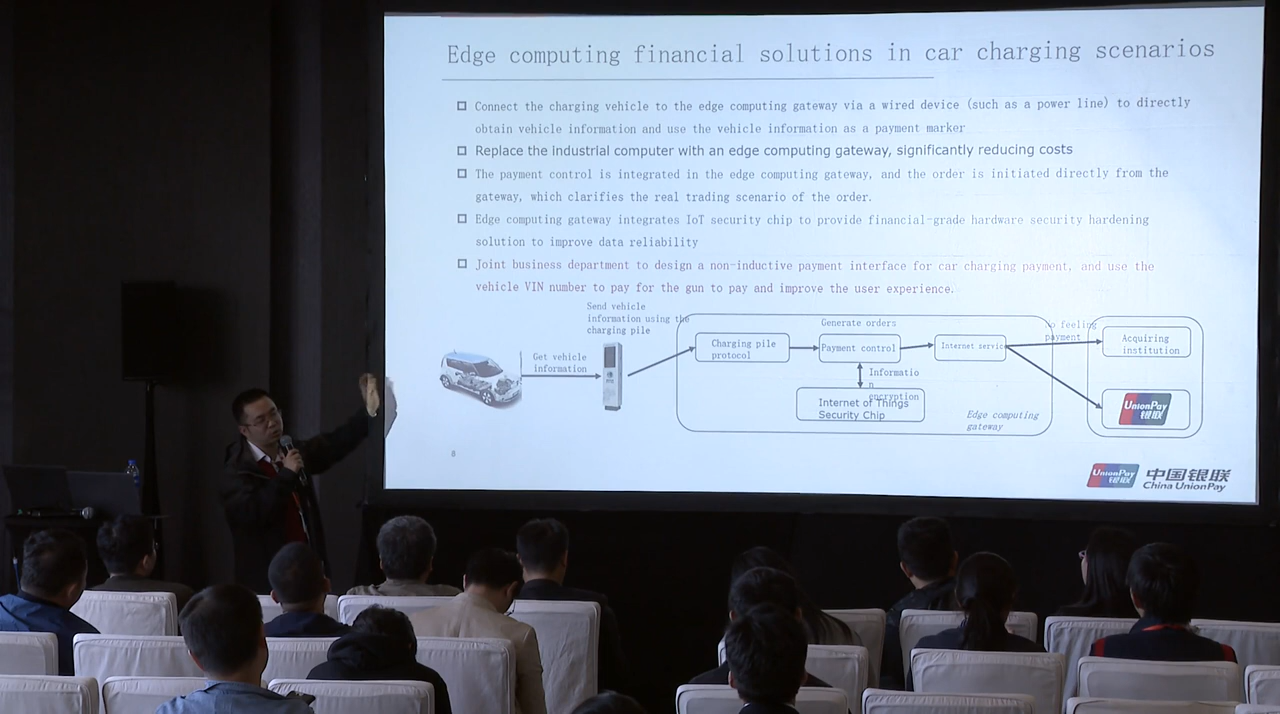 Edge computing financial solutions in car charging scenarios
Connect the charging vehicle to the edge computing gateway via a wired device (such as a power line) to directly
obtain vehicle information and use the vehicle information as a payment marker
Replace the industrial computer with an edge computing gateway, significantly reducing costs
The payment control is integrated in the edge computing gateway, and the order is initiated directly from the
gateway, which clarifies the real trading scenario of the order.
Edge computing gateway integrates IoT security chip to provide financial-grade hardware security hardening
solution to improve data reliability
Joint business department to design a non-inductive payment interface for car charging payment, and use the
vehicle VIN number to pay for the gun to pay and improve the user experience.
Send vehicle
information using the
charging pile
Get vehicle
information
Charging pile
protocol
Generate orders
Payment control
Informatio
n
encryption
Internet of Things
Security Chip
Internet service
Edge computing
gateway
No feeling
payment
Acquiring
institution
UnionPay
银联
8
UnionPay
银联
中国银联
China UnionPay